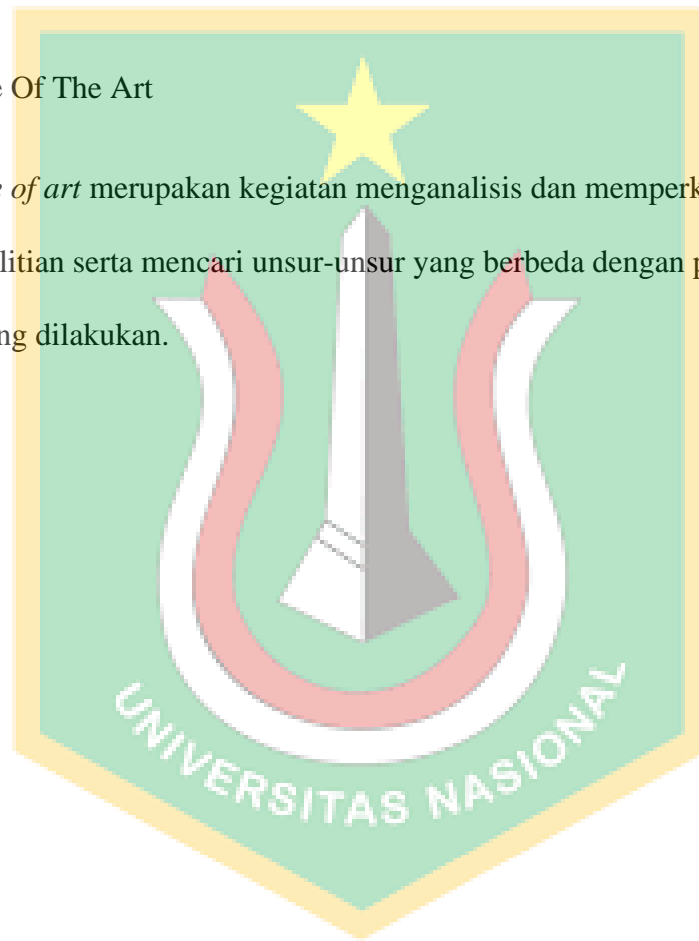 e Of The Art
e of art merupakan kegiatan menganalisis dan memperk
litian serta mencari unsur-unsur yang berbeda dengan p
ng dilakukan.
UNIVERSITAS NASIONAL